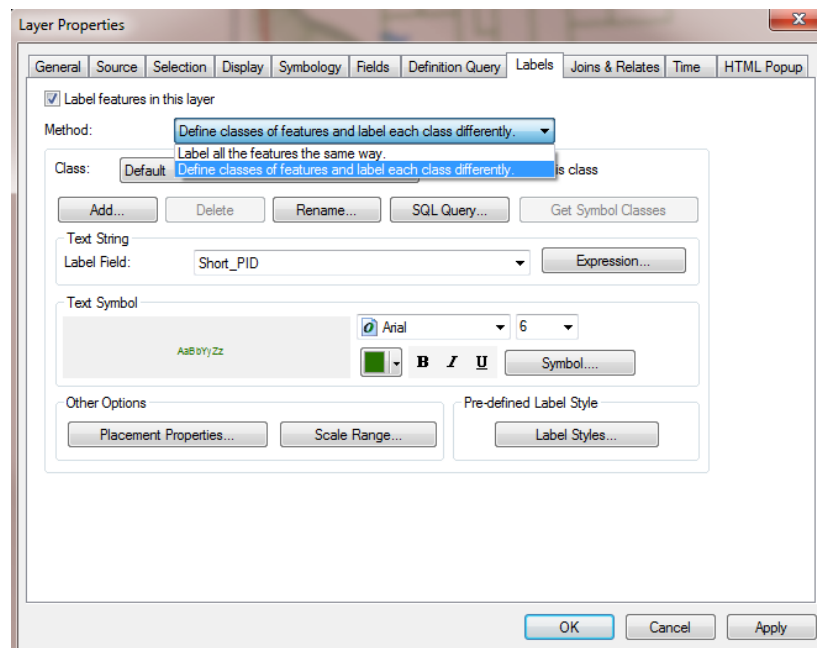 Layer Properties
General Source Selection Display Symbology Fields Definition Query Labels Joins & Relates Time HTML Popup
Label features in this layer
Method: Define classes of features and label each class differently.
Label all the features the same way.
Class: Default Define classes of features and label each class differently. is class
Add... Delete Rename... SQL Query... Get Symbol Classes
Text String
Label Field: Short_PID Expression...
Text Symbol
AaBbYyZz Arial 6
B I U Symbol....
Other Options Pre-defined Label Style
Placement Properties... Scale Range... Label Styles...
OK Cancel Apply